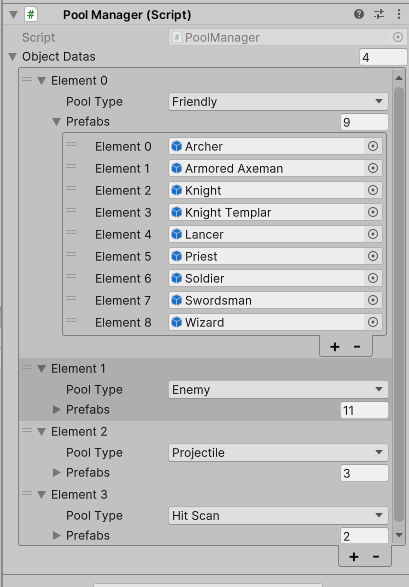 Pool Manager (Script)
Script PoolManager
Object Datas 4
Element 0
Pool Type Friendly
Prefabs 9
Element 0 Archer
Element 1 Armored Axeman
Element 2 Knight
Element 3 Knight Templar
Element 4 Lancer
Element 5 Priest
Element 6 Soldier
Element 7 Swordsman
Element 8 Wizard
+ -
Element 1
Pool Type Enemy
Prefabs 11
Element 2
Pool Type Projectile
Prefabs 3
Element 3
Pool Type Hit Scan
Prefabs 2
+ -